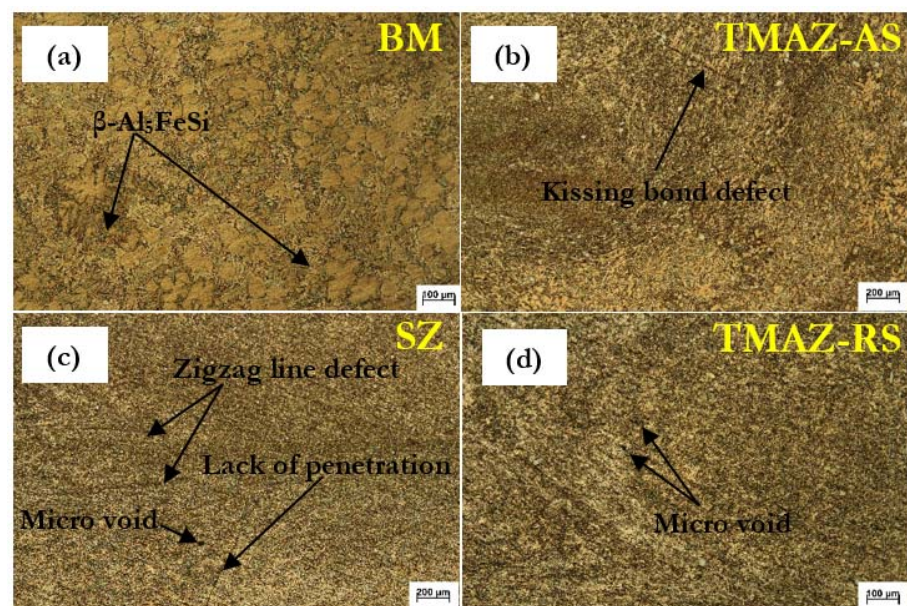 (a)
BM
β-Al₅FeSi
100 µm
(b)
TMAZ-AS
Kissing bond defect
200 µm
(c)
SZ
Zigzag line defect
Lack of penetration
Micro void
200 µm
(d)
TMAZ-RS
Micro void
100 µm